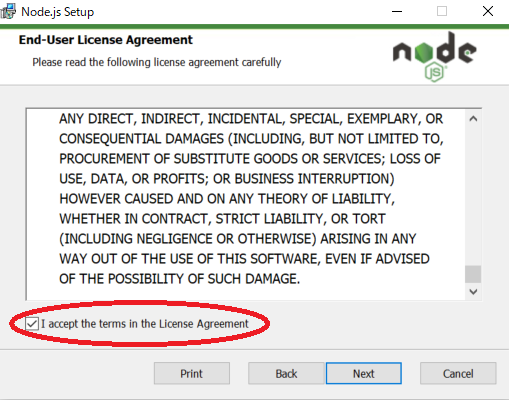 Node.js Setup
End-User License Agreement
Please read the following license agreement carefully
node
JS
ANY DIRECT, INDIRECT, INCIDENTAL, SPECIAL, EXEMPLARY, OR
CONSEQUENTIAL DAMAGES (INCLUDING, BUT NOT LIMITED TO,
PROCUREMENT OF SUBSTITUTE GOODS OR SERVICES; LOSS OF
USE, DATA, OR PROFITS; OR BUSINESS INTERRUPTION)
HOWEVER CAUSED AND ON ANY THEORY OF LIABILITY,
WHETHER IN CONTRACT, STRICT LIABILITY, OR TORT
(INCLUDING NEGLIGENCE OR OTHERWISE) ARISING IN ANY
WAY OUT OF THE USE OF THIS SOFTWARE, EVEN IF ADVISED
OF THE POSSIBILITY OF SUCH DAMAGE.
I accept the terms in the License Agreement
Print Back Next Cancel